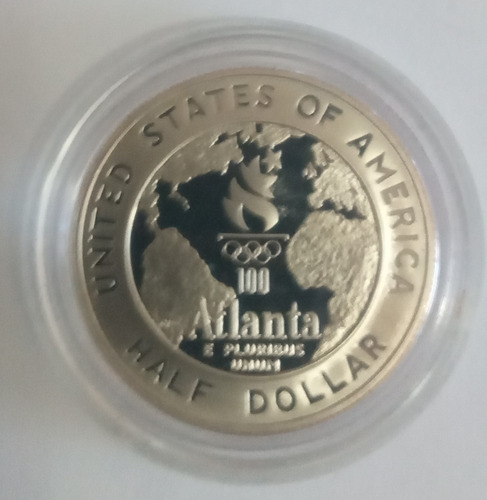 UNITED STATES OF AMERICA
100
Atlanta
E PLURIBUS
UNUM
HALF DOLLAR